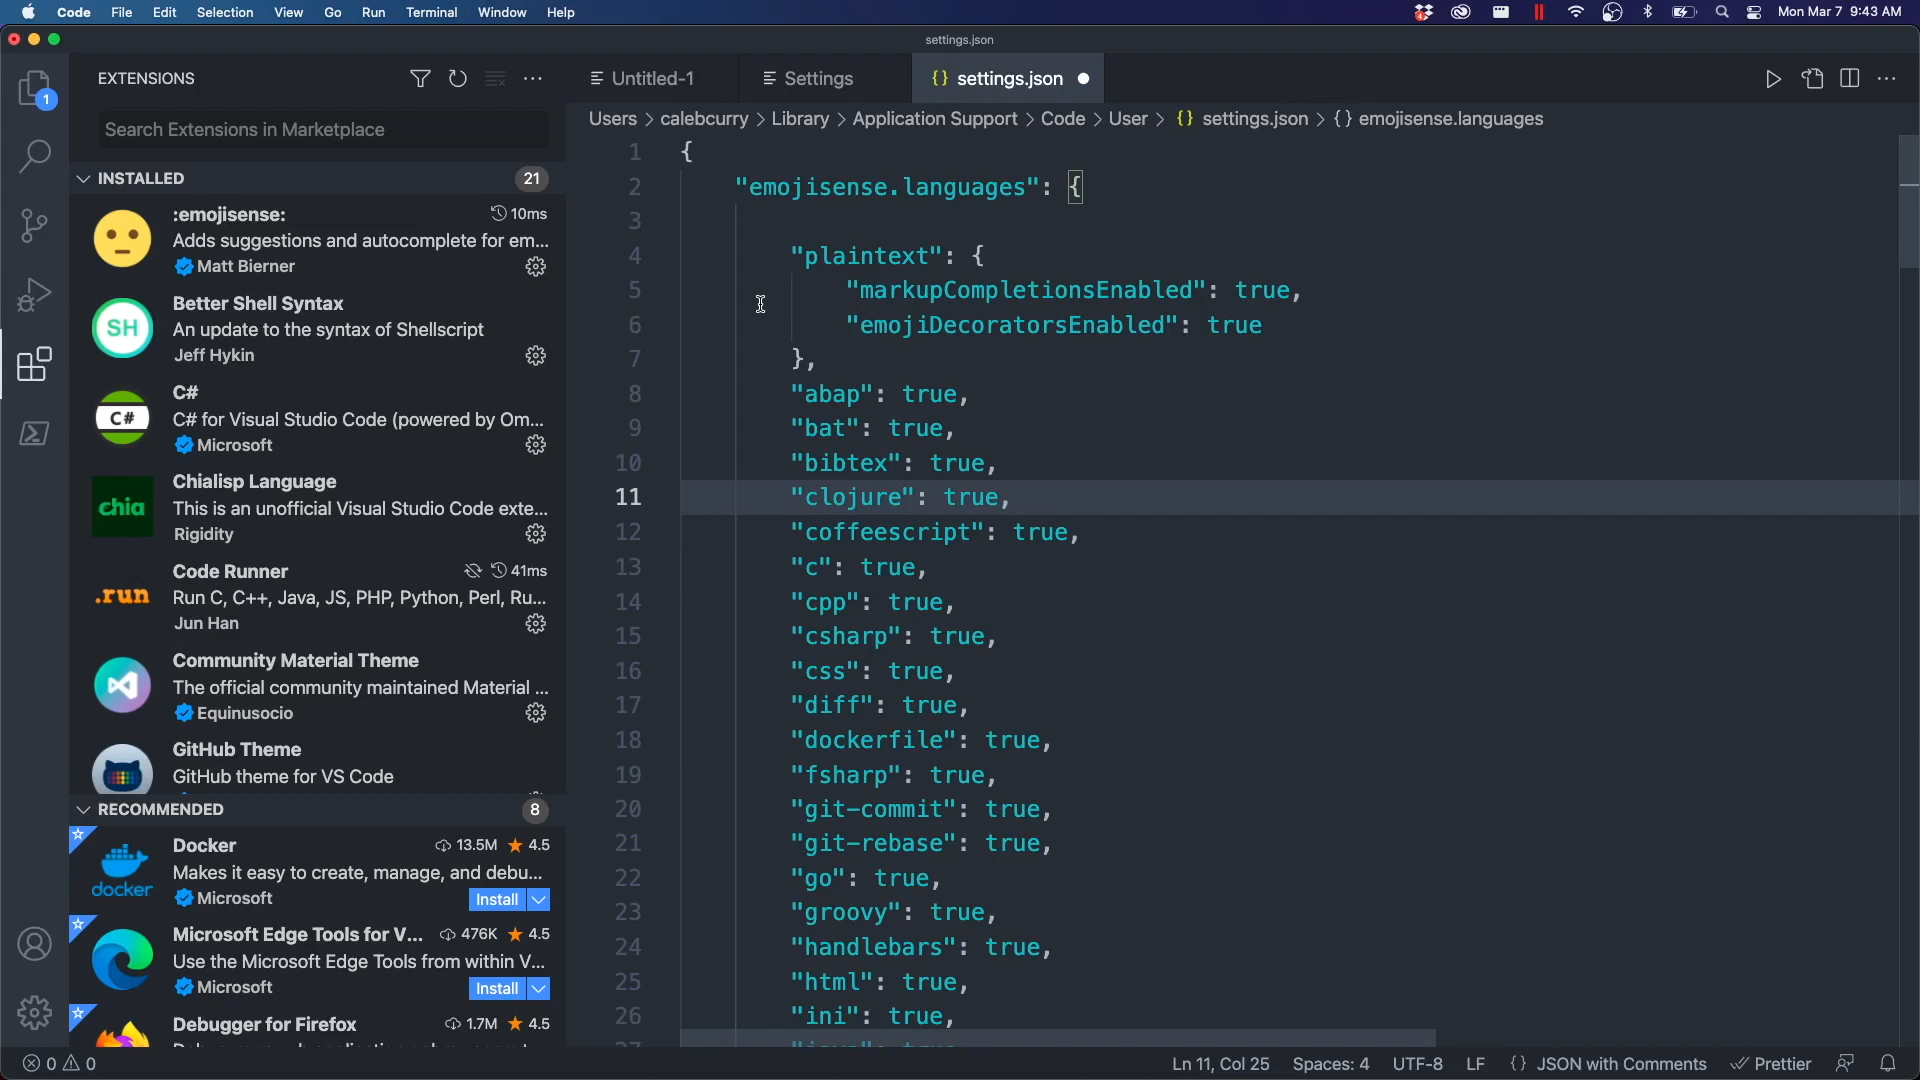 Code File Edit Selection View Go Run Terminal Window Help Mon Mar 7 9:43 AM
settings.json
EXTENSIONS
Untitled-1
Settings
{} settings.json
1
Search Extensions in Marketplace
Users > calebcurry > Library > Application Support > Code > User > {} settings.json > {} emojisense.languages
INSTALLED 21
:emojisense: 10ms
Adds suggestions and autocomplete for em...
Matt Bierner
Better Shell Syntax
An update to the syntax of Shellscript
Jeff Hykin
SH
C#
C# for Visual Studio Code (powered by Om...
Microsoft
C#
Chialisp Language
This is an unofficial Visual Studio Code exte...
Rigidity
chia
Code Runner 41ms
Run C, C++, Java, JS, PHP, Python, Perl, Ru...
Jun Han
.run
Community Material Theme
The official community maintained Material ...
Equinusocio
GitHub Theme
GitHub theme for VS Code
RECOMMENDED 8
Docker 13.5M 4.5
Makes it easy to create, manage, and debu...
Microsoft Install
docker
Microsoft Edge Tools for V... 476K 4.5
Use the Microsoft Edge Tools from within V...
Microsoft Install
Debugger for Firefox 1.7M 4.5
1 {
2 "emojisense.languages": {
3
4 "plaintext": {
5 "markupCompletionsEnabled": true,
6 "emojiDecoratorsEnabled": true
7 },
8 "abap": true,
9 "bat": true,
10 "bibtex": true,
11 "clojure": true,
12 "coffeescript": true,
13 "c": true,
14 "cpp": true,
15 "csharp": true,
16 "css": true,
17 "diff": true,
18 "dockerfile": true,
19 "fsharp": true,
20 "git-commit": true,
21 "git-rebase": true,
22 "go": true,
23 "groovy": true,
24 "handlebars": true,
25 "html": true,
26 "ini": true,
0 0 Ln 11, Col 25 Spaces: 4 UTF-8 LF {} JSON with Comments Prettier